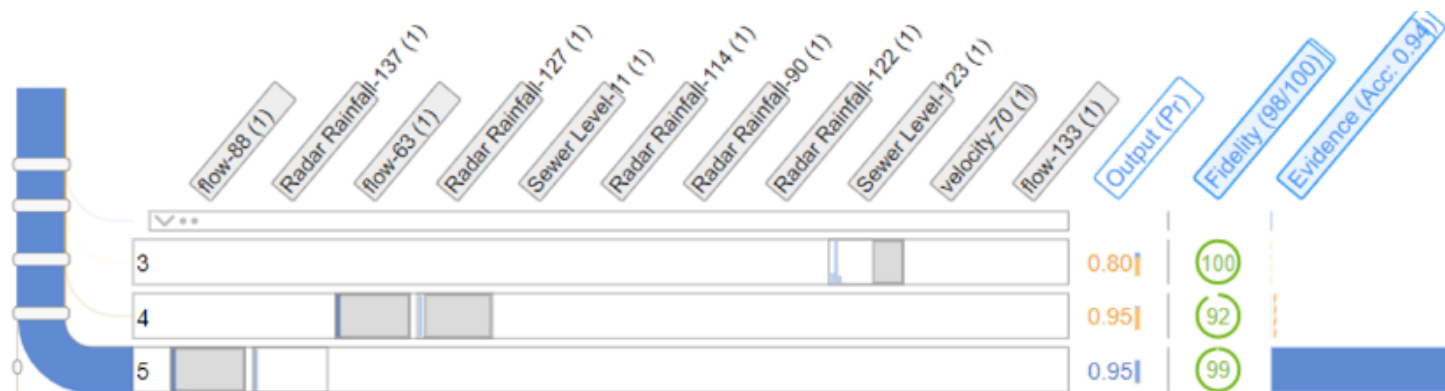 flow-88 (1)
Radar Rainfall-137 (1)
flow-63 (1)
Radar Rainfall-127 (1)
Sewer Level-11 (1)
Radar Rainfall-114 (1)
Radar Rainfall-90 (1)
Radar Rainfall-122 (1)
Sewer Level-123 (1)
velocity-70 (1)
flow-133 (1)
Output (Pr)
Fidelity (98/100)
Evidence (Acc: 0.94)
3 0.80 100
4 0.95 92
5 0.95 99
0